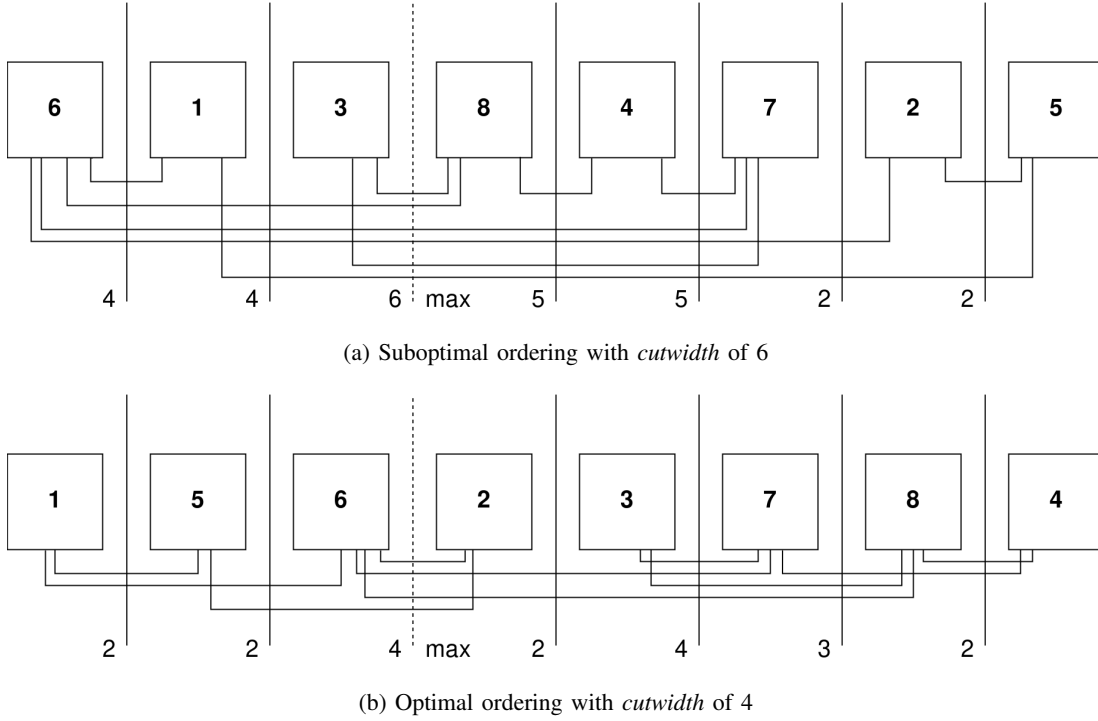 6 1 3 8 4 7 2 5
4 4 6 max 5 5 2 2
(a) Suboptimal ordering with cutwidth of 6
1 5 6 2 3 7 8 4
2 2 4 max 2 4 3 2
(b) Optimal ordering with cutwidth of 4